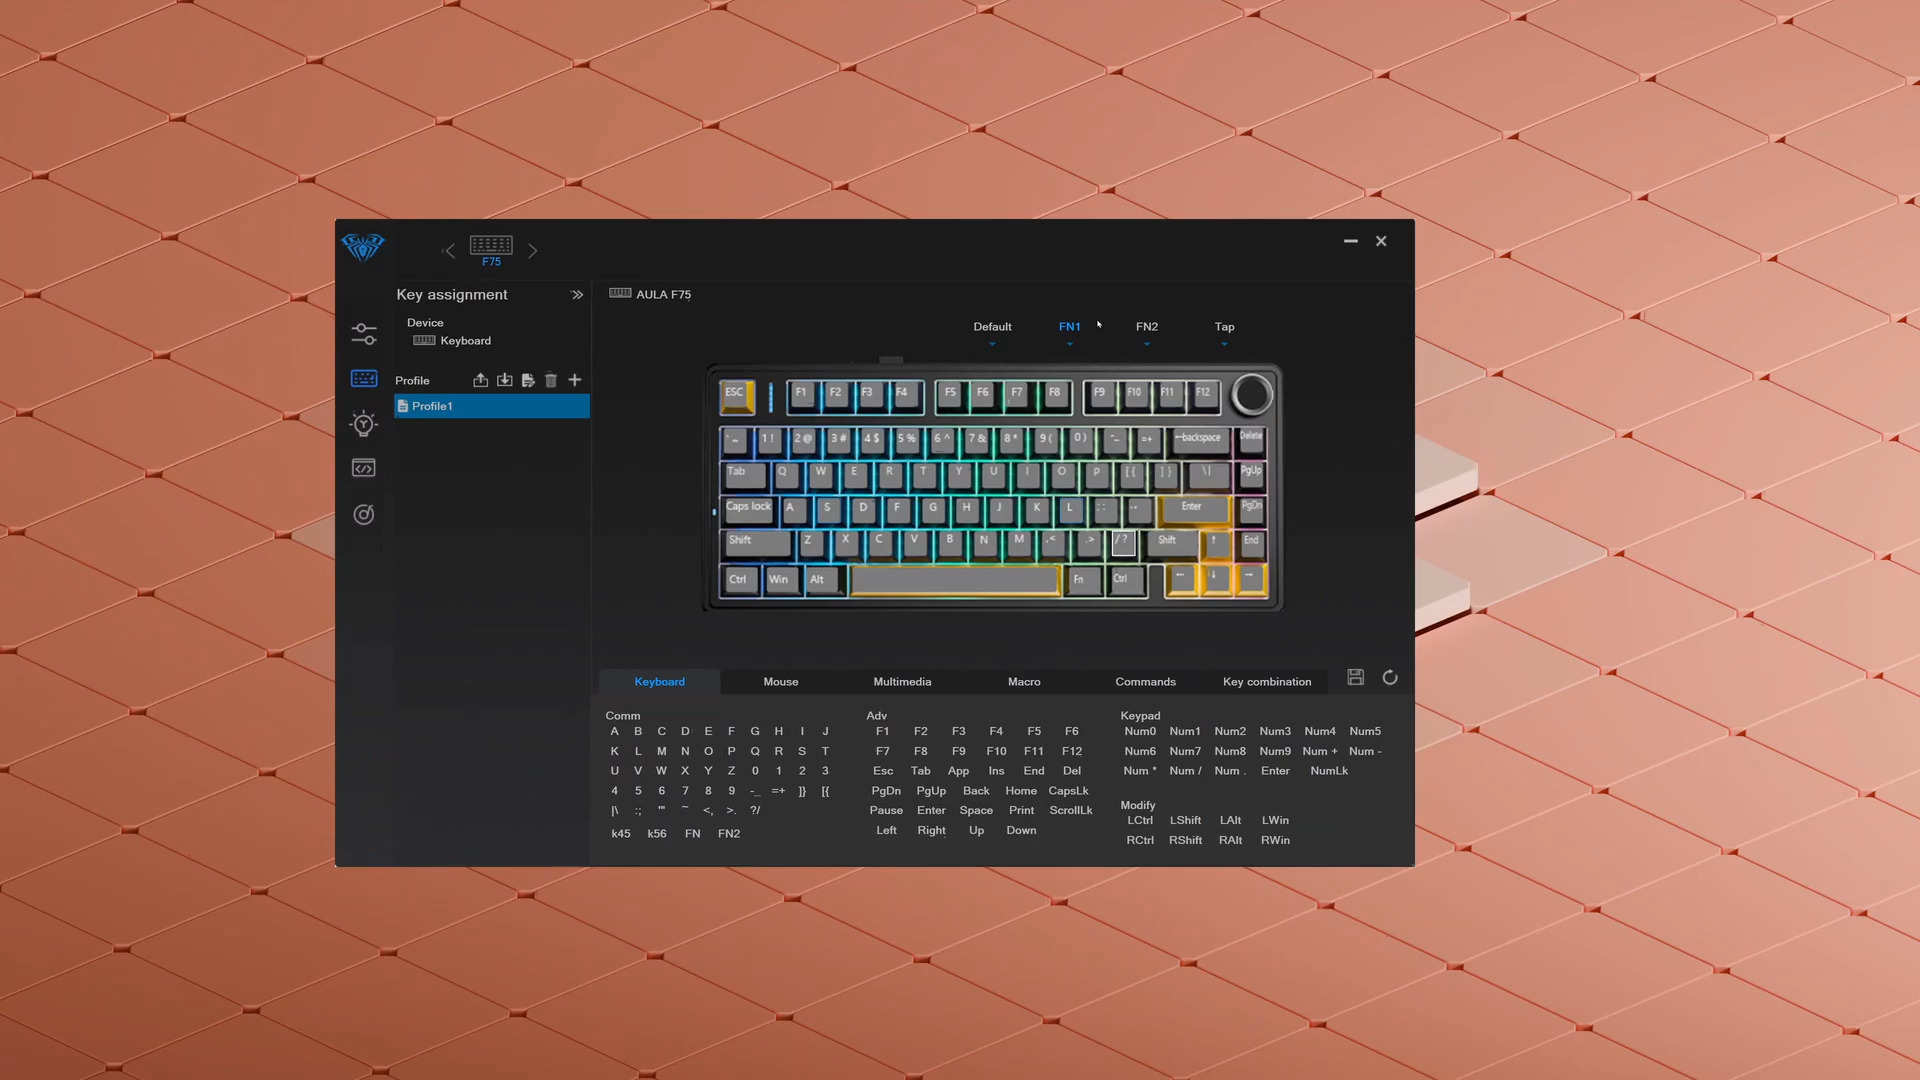 F75
Key assignment
Device
Keyboard
Profile
Profile1
AULA F75
Default FN1 FN2 Tap
ESC F1 F2 F3 F4 F5 F6 F7 F8 F9 F10 F11 F12
` ~ 1 ! 2 @ 3 # 4 $ 5 % 6 ^ 7 & 8 * 9 ( 0 ) - _ = + ←backspace Delete
Tab Q W E R T Y U I O P [ { ] } \ | PgUp
Caps lock A S D F G H J K L ; : Enter PgDn
Shift Z X C V B N M , < . > / ? Shift ↑ End
Ctrl Win Alt Fn Ctrl ← ↓ →
Keyboard Mouse Multimedia Macro Commands Key combination
Comm
A B C D E F G H I J
K L M N O P Q R S T
U V W X Y Z 0 1 2 3
4 5 6 7 8 9 -_ =+ ]} [{
|\ :; '" ~ <, >. ?/
k45 k56 FN FN2
Adv
F1 F2 F3 F4 F5 F6
F7 F8 F9 F10 F11 F12
Esc Tab App Ins End Del
PgDn PgUp Back Home CapsLk
Pause Enter Space Print ScrollLk
Left Right Up Down
Keypad
Num0 Num1 Num2 Num3 Num4 Num5
Num6 Num7 Num8 Num9 Num + Num -
Num * Num / Num . Enter NumLk
Modify
LCtrl LShift LAlt LWin
RCtrl RShift RAlt RWin